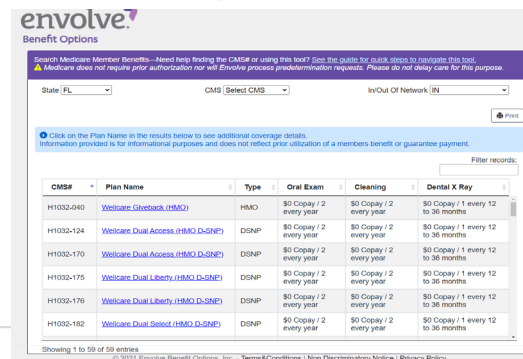 envolve
Benefit Options
Search Medicare Member Benefits—Need help finding the CMS# or using this tool? See the guide for quick steps to navigate this tool.
Medicare does not require prior authorization nor will Envolve process predetermination requests. Please do not delay care for this purpose.
State FL CMS Select CMS In/Out Of Network IN
Print
Click on the Plan Name in the results below to see additional coverage details.
Information provided is for informational purposes and does not reflect prior utilization of a members benefit or guarantee payment.
Filter records:
CMS# Plan Name Type Oral Exam Cleaning Dental X Ray
H1032-040 Wellcare Giveback (HMO) HMO $0 Copay / 2 every year $0 Copay / 2 every year $0 Copay / 1 every 12 to 36 months
H1032-124 Wellcare Dual Access (HMO D-SNP) DSNP $0 Copay / 2 every year $0 Copay / 2 every year $0 Copay / 1 every 12 to 36 months
H1032-170 Wellcare Dual Access (HMO D-SNP) DSNP $0 Copay / 2 every year $0 Copay / 2 every year $0 Copay / 1 every 12 to 36 months
H1032-175 Wellcare Dual Liberty (HMO D-SNP) DSNP $0 Copay / 2 every year $0 Copay / 2 every year $0 Copay / 1 every 12 to 36 months
H1032-176 Wellcare Dual Liberty (HMO D-SNP) DSNP $0 Copay / 2 every year $0 Copay / 2 every year $0 Copay / 1 every 12 to 36 months
H1032-182 Wellcare Dual Select (HMO D-SNP) DSNP $0 Copay / 2 every year $0 Copay / 2 every year $0 Copay / 1 every 12 to 36 months
Showing 1 to 59 of 59 entries
© 2021 Envolve Benefit Options, Inc. Terms&Conditions | Non Discriminatory Notice | Privacy Policy